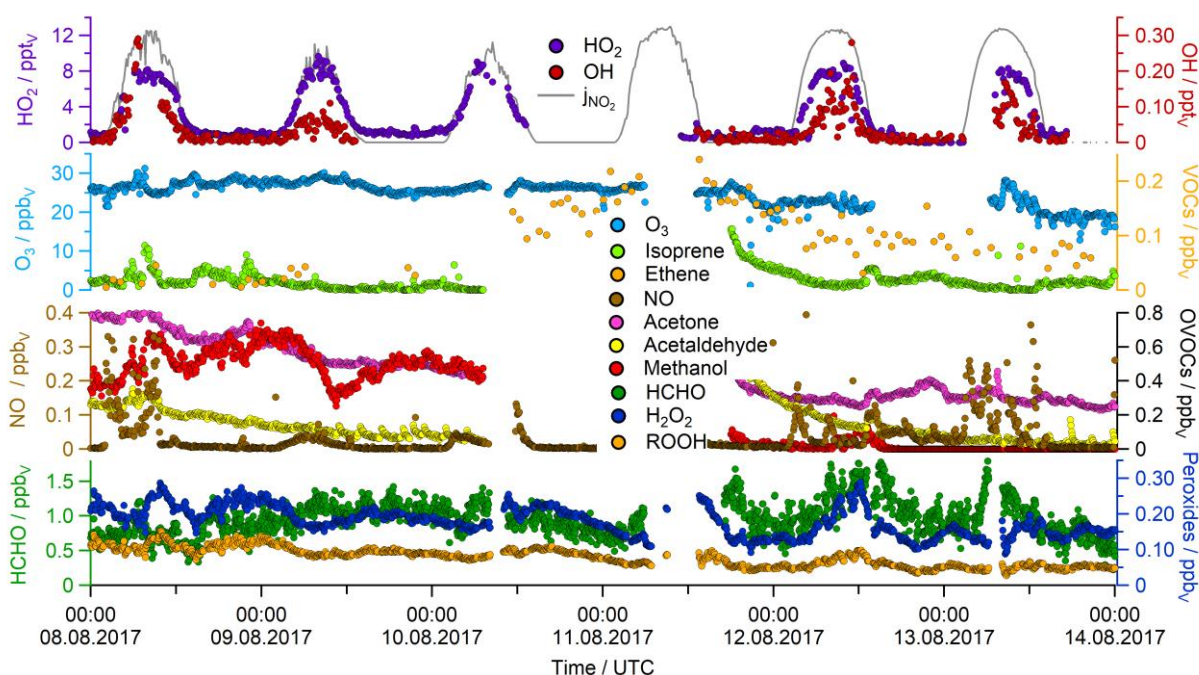 HO2 / pptV
12
8
4
0
HO2
OH
jNO2
0.30
0.20
0.10
0
OH / pptV
O3 / ppbV
30
20
10
0
0.2
0.1
0
VOCs / ppbV
O3
Isoprene
Ethene
NO
Acetone
Acetaldehyde
Methanol
HCHO
H2O2
ROOH
NO / ppbV
0.4
0.3
0.2
0.1
0
0.8
0.6
0.4
0.2
0
OVOCs / ppbV
HCHO / ppbV
1.5
1.0
0.5
0
0.30
0.20
0.10
0
Peroxides / ppbV
00:00 00:00 00:00 00:00 00:00 00:00 00:00
08.08.2017 09.08.2017 10.08.2017 11.08.2017 12.08.2017 13.08.2017 14.08.2017
Time / UTC